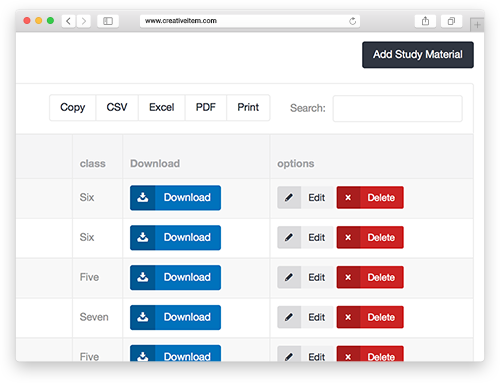 www.creativeitem.com
Add Study Material
Copy CSV Excel PDF Print Search:
class Download options
Six Download Edit Delete
Six Download Edit Delete
Five Download Edit Delete
Seven Download Edit Delete
Five Download Edit Delete